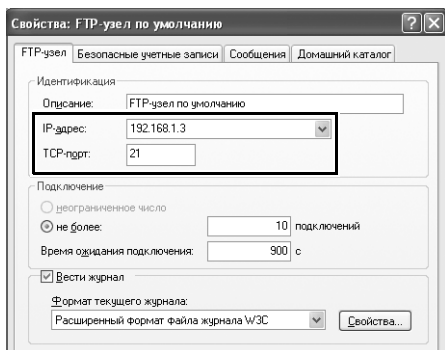 Свойства: FTP-узел по умолчанию
FTP-узел Безопасные учетные записи Сообщения Домашний каталог
Идентификация
Описание: FTP-узел по умолчанию
IP-адрес: 192.168.1.3
TCP-порт: 21
Подключение
неограниченное число
не более: 10 подключений
Время ожидания подключения: 900 с
Вести журнал
Формат текущего журнала:
Расширенный формат файла журнала W3C Свойства...